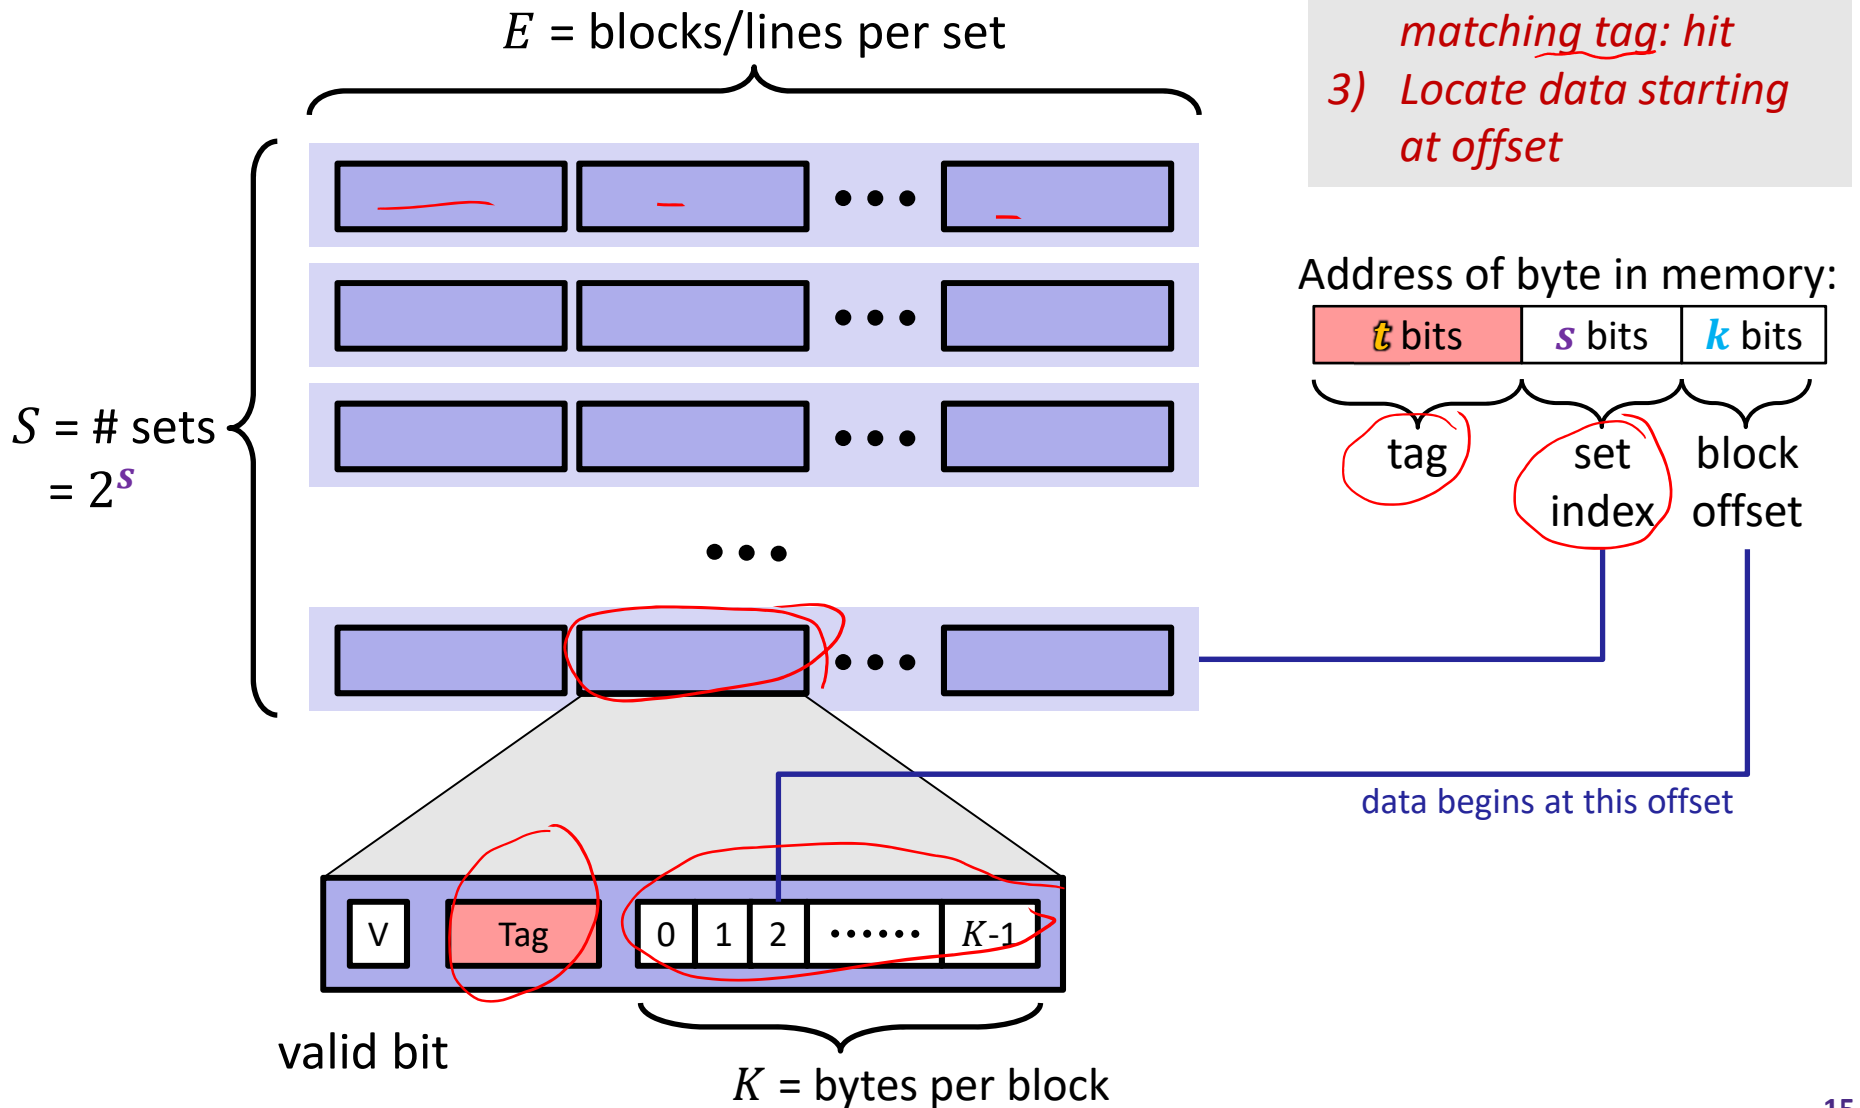 E = blocks/lines per set
matching tag: hit
3) Locate data starting
at offset
Address of byte in memory:
t bits s bits k bits
tag set block
index offset
S = # sets
= 2^s
data begins at this offset
V Tag 0 1 2 •••••• K-1
valid bit
K = bytes per block